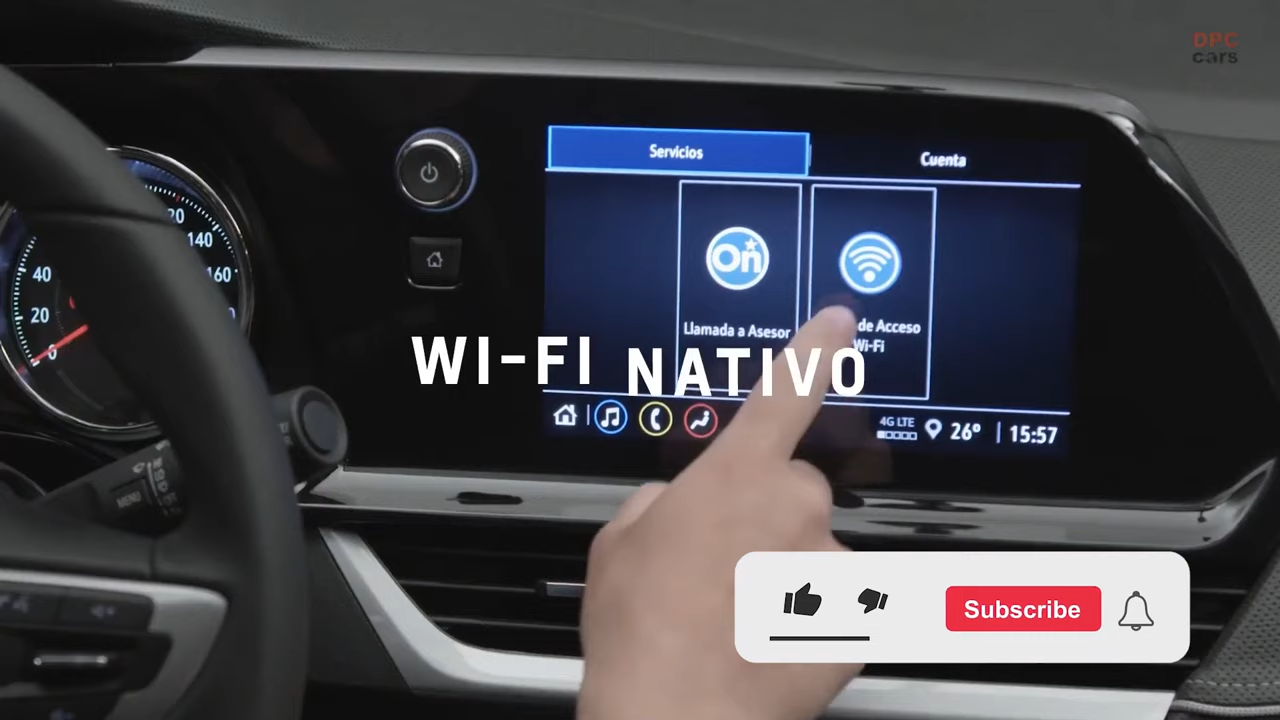 DPC
cars
Servicios
Cuenta
On
Llamada a Asesor
de Acceso
Wi-Fi
WI-FI NATIVO
4G LTE
26°
15:57
20
140
40
160
20
0
MENU
Subscribe